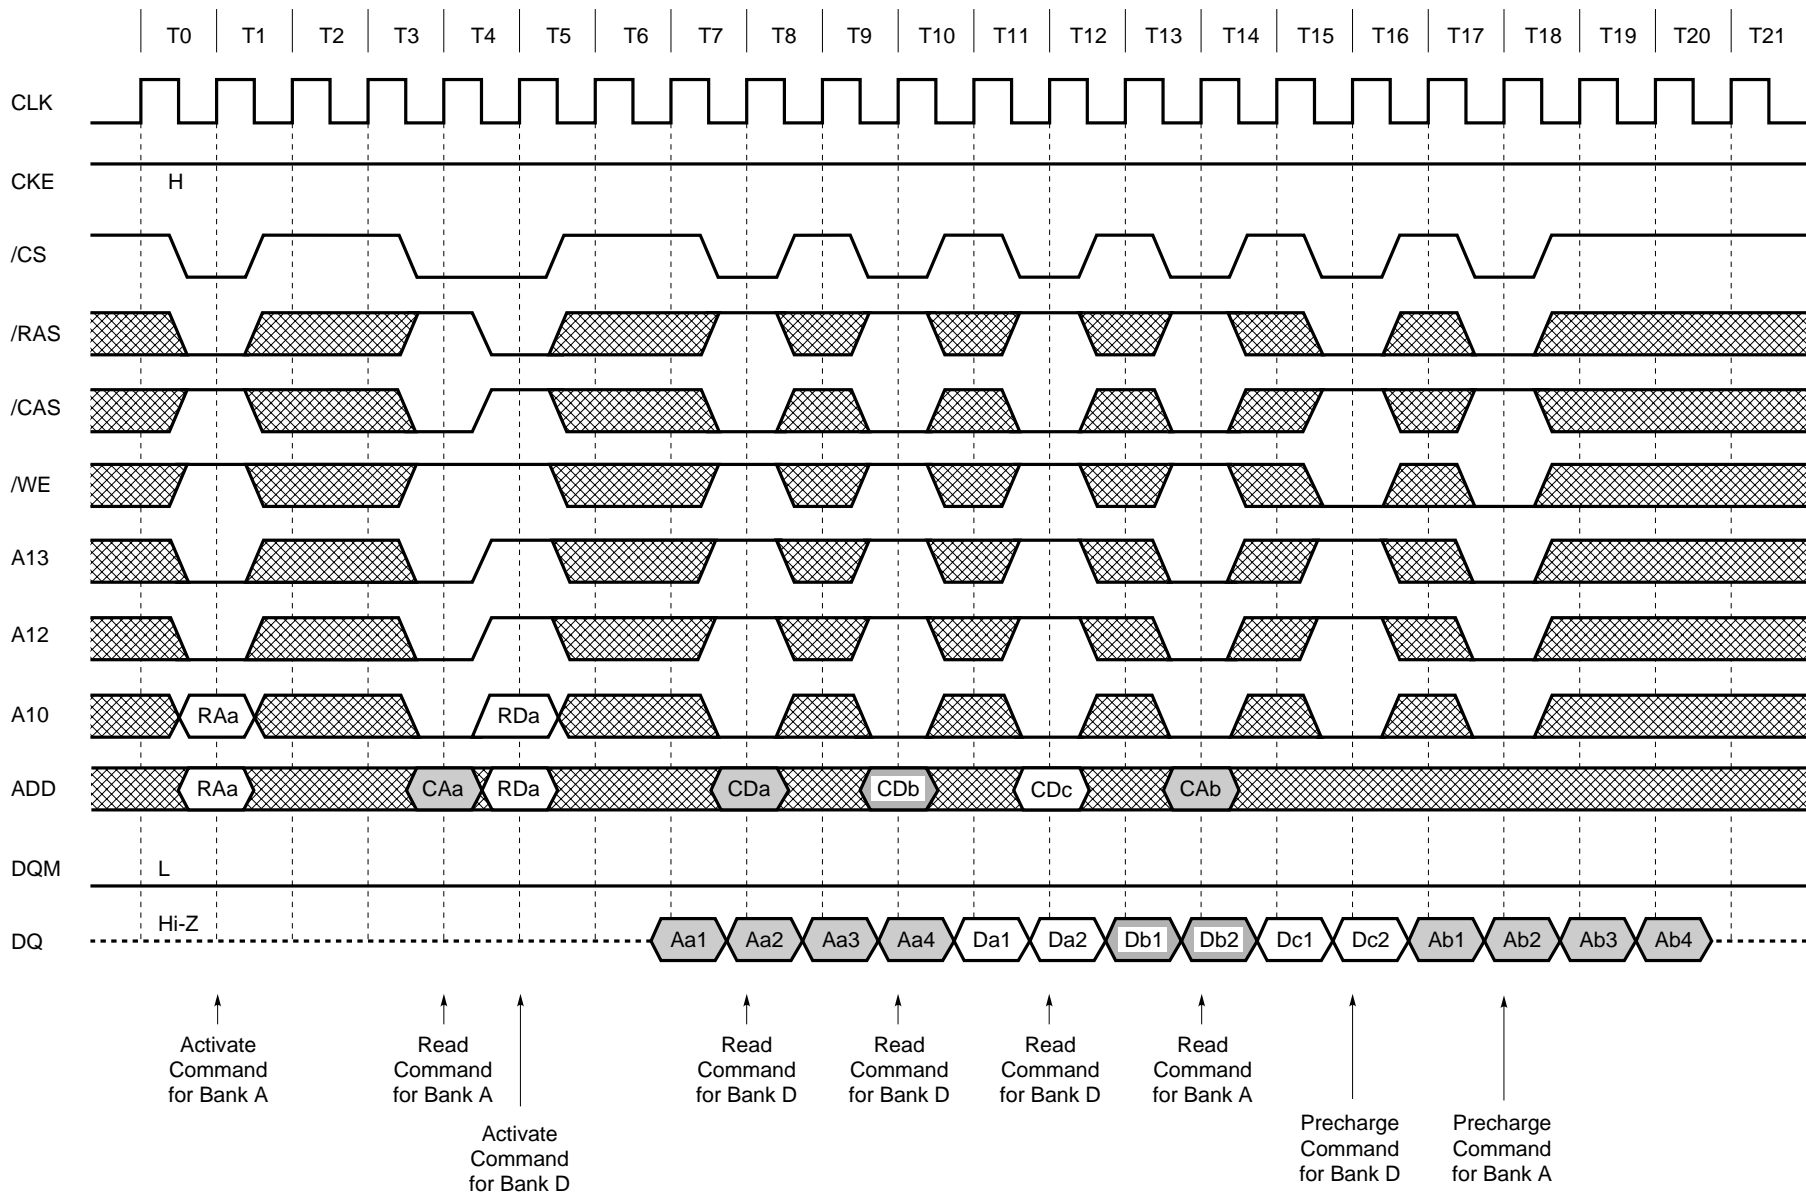 T0 T1 T2 T3 T4 T5 T6 T7 T8 T9 T10 T11 T12 T13 T14 T15 T16 T17 T18 T19 T20 T21
CLK
CKE H
/CS
/RAS
/CAS
/WE
A13
A12
A10 RAa RDa
ADD RAa CAa RDa CDa CDb CDc CAb
DQM L
DQ Hi-Z Aa1 Aa2 Aa3 Aa4 Da1 Da2 Db1 Db2 Dc1 Dc2 Ab1 Ab2 Ab3 Ab4
Activate
Command
for Bank A
Read
Command
for Bank A
Activate
Command
for Bank D
Read
Command
for Bank D
Read
Command
for Bank D
Read
Command
for Bank D
Read
Command
for Bank A
Precharge
Command
for Bank D
Precharge
Command
for Bank A